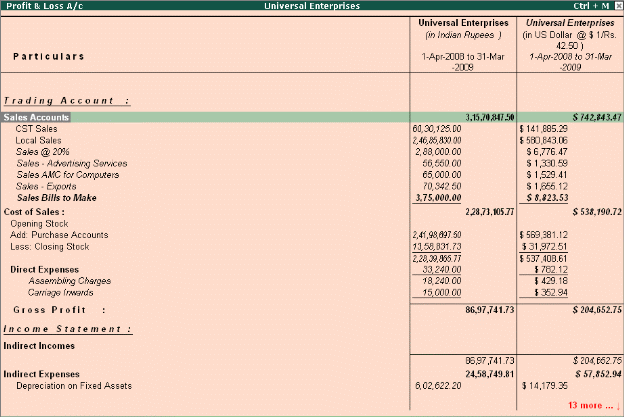 Profit & Loss A/c Universal Enterprises Ctrl + M
Universal Enterprises Universal Enterprises
(in Indian Rupees ) (in US Dollar @ $ 1/Rs.
42.50 )
Particulars 1-Apr-2008 to 31-Mar 1-Apr-2008 to 31-Mar
-2009 -2009
Trading Account :
Sales Accounts 3,15,70,847.50 $ 742,843.47
CST Sales 60,30,125.00 $ 141,885.29
Local Sales 2,46,85,830.00 $ 580,843.06
Sales @ 20% 2,88,000.00 $ 6,776.47
Sales - Advertising Services 56,550.00 $ 1,330.59
Sales AMC for Computers 65,000.00 $ 1,529.41
Sales - Exports 70,342.50 $ 1,655.12
Sales Bills to Make 3,75,000.00 $ 8,823.53
Cost of Sales : 2,28,73,105.77 $ 538,190.72
Opening Stock
Add: Purchase Accounts 2,41,98,697.50 $ 569,381.12
Less: Closing Stock 13,58,831.73 $ 31,972.51
2,28,39,865.77 $ 537,408.61
Direct Expenses 33,240.00 $ 782.12
Assembling Charges 18,240.00 $ 429.18
Carriage Inwards 15,000.00 $ 352.94
Gross Profit : 86,97,741.73 $ 204,652.75
Income Statement :
Indirect Incomes
86,97,741.73 $ 204,652.75
Indirect Expenses 24,58,749.81 $ 57,852.94
Depreciation on Fixed Assets 6,02,622.20 $ 14,179.35
13 more ... ↓